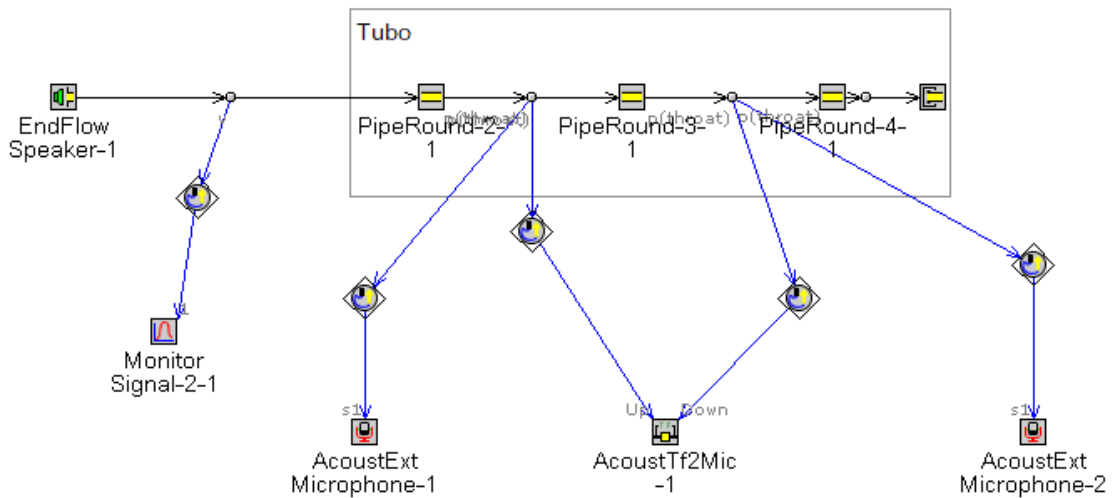 Tubo
EndFlow
Speaker-1
PipeRound-2-
1
PipeRound-3-
1
p(throat)
p(throat)
PipeRound-4-
1
Monitor
Signal-2-1
s1
AcoustExt
Microphone-1
Up
Down
AcoustTf2Mic
-1
s1
AcoustExt
Microphone-2